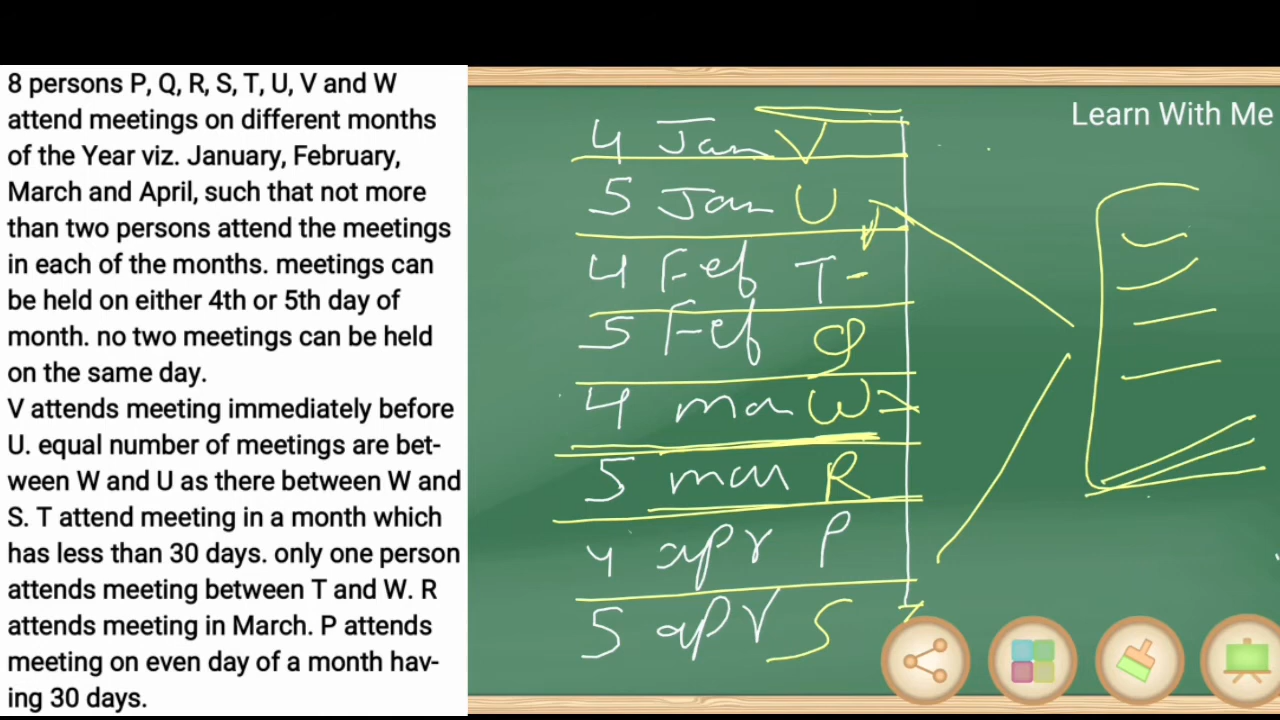 8 persons P, Q, R, S, T, U, V and W
attend meetings on different months
of the Year viz. January, February,
March and April, such that not more
than two persons attend the meetings
in each of the months. meetings can
be held on either 4th or 5th day of
month. no two meetings can be held
on the same day.
V attends meeting immediately before
U. equal number of meetings are bet-
ween W and U as there between W and
S. T attend meeting in a month which
has less than 30 days. only one person
attends meeting between T and W. R
attends meeting in March. P attends
meeting on even day of a month hav-
ing 30 days.
Learn With Me
4 Jan V
5 Jan U
4 Feb T
5 Feb Q
4 mar W
5 mar R
4 apr P
5 apr S